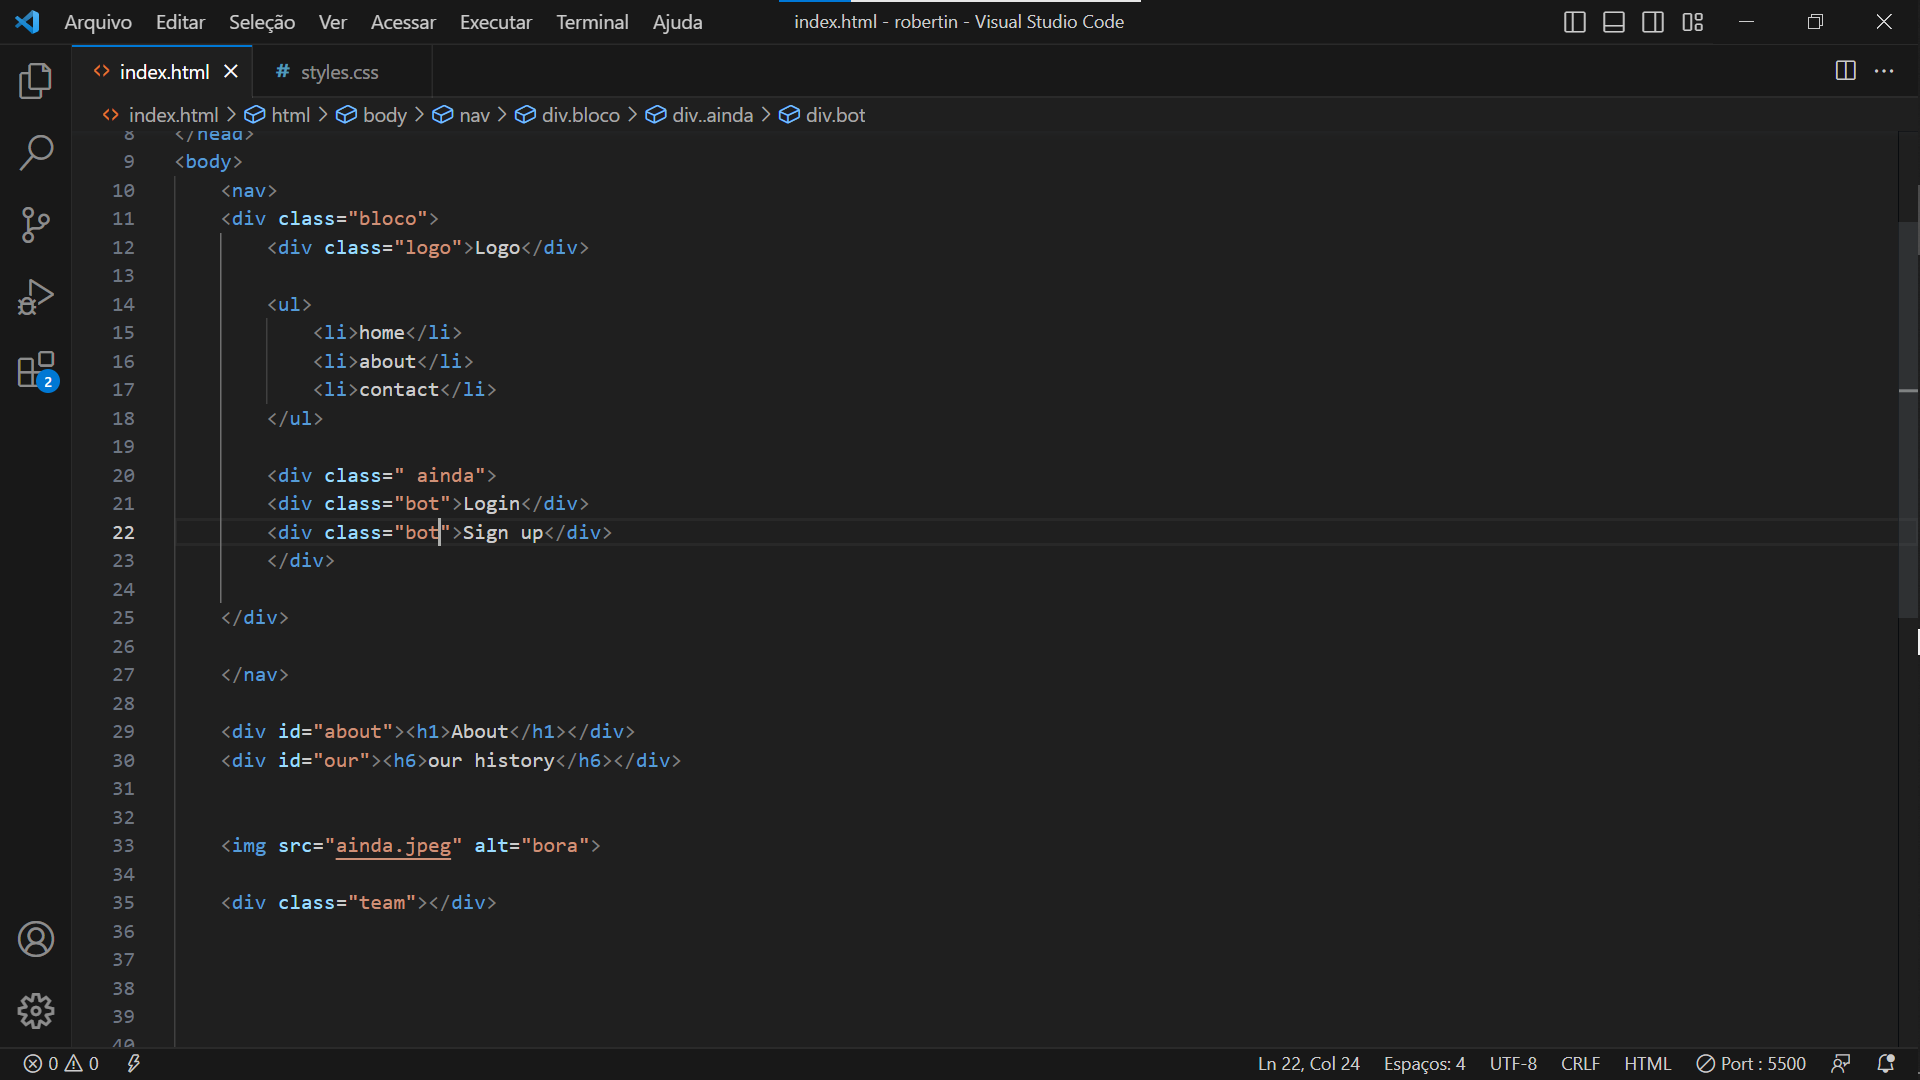 Arquivo Editar Seleção Ver Acessar Executar Terminal Ajuda index.html - robertin - Visual Studio Code
index.html # styles.css
index.html > html > body > nav > div.bloco > div..ainda > div.bot
8 </head>
9 <body>
10 <nav>
11 <div class="bloco">
12 <div class="logo">Logo</div>
13
14 <ul>
15 <li>home</li>
16 <li>about</li>
17 <li>contact</li>
18 </ul>
19
20 <div class=" ainda">
21 <div class="bot">Login</div>
22 <div class="bot">Sign up</div>
23 </div>
24
25 </div>
26
27 </nav>
28
29 <div id="about"><h1>About</h1></div>
30 <div id="our"><h6>our history</h6></div>
31
32
33 <img src="ainda.jpeg" alt="bora">
34
35 <div class="team"></div>
36
37
38
39
40
2
0 0 Ln 22, Col 24 Espaços: 4 UTF-8 CRLF HTML Port : 5500